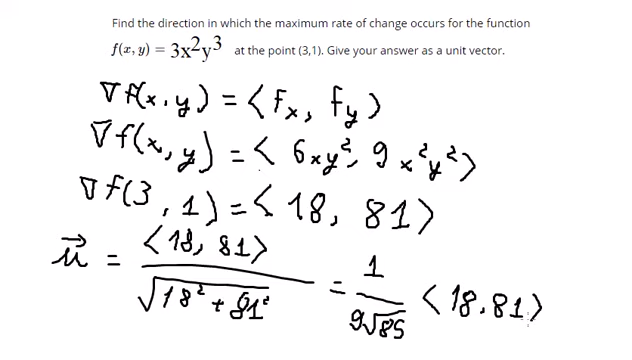 Find the direction in which the maximum rate of change occurs for the function
f(x, y) = 3x²y³ at the point (3,1). Give your answer as a unit vector.
∇f(x, y) = ⟨fx, fy⟩
∇f(x, y) = ⟨6xy², 9x²y²⟩
∇f(3, 1) = ⟨18, 81⟩
u⃗ = ⟨18, 81⟩ / √(18² + 81²) = 1 / 9√85 ⟨18, 81⟩